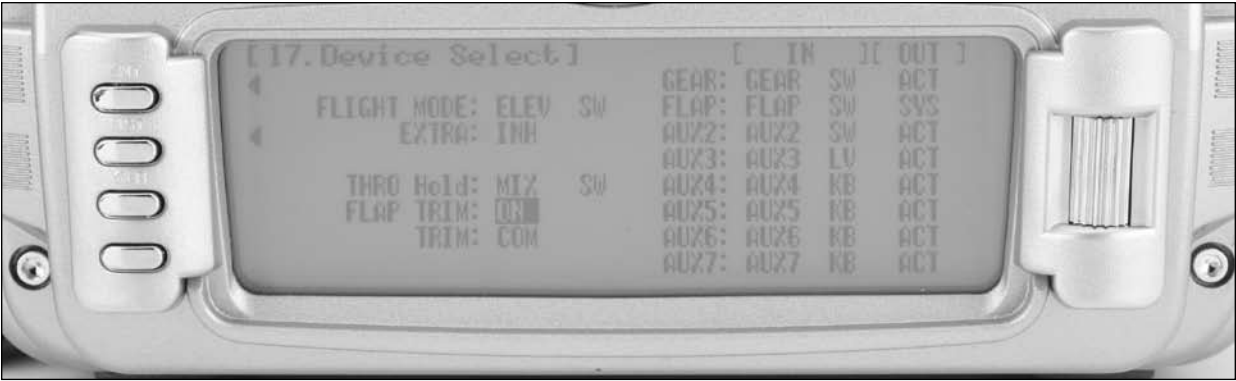 [17.Device Select] [ IN ][ OUT ]
GEAR: GEAR SW ACT
FLIGHT MODE: ELEV SW FLAP: FLAP SW SYS
EXTRA: INH AUX2: AUX2 SW ACT
AUX3: AUX3 LV ACT
THRO Hold: MIX SW AUX4: AUX4 KB ACT
FLAP TRIM: ON AUX5: AUX5 KB ACT
TRIM: COM AUX6: AUX6 KB ACT
AUX7: AUX7 KB ACT